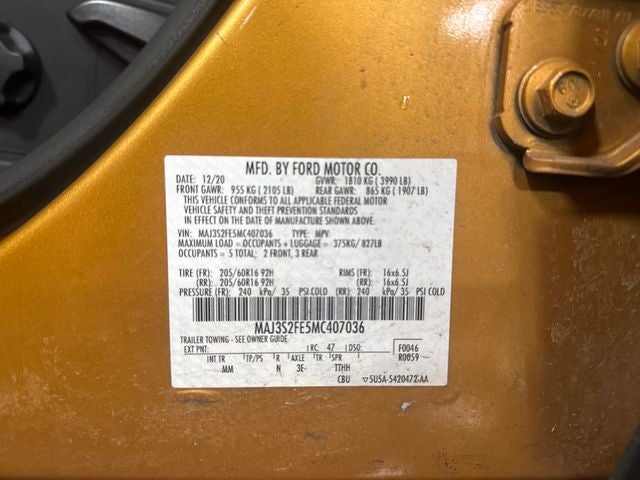 MFD. BY FORD MOTOR CO.
DATE: 12/20 GVWR: 1810 KG ( 3990 LB)
FRONT GAWR: 955 KG ( 2105 LB) REAR GAWR: 865 KG ( 1907 LB)
THIS VEHICLE CONFORMS TO ALL APPLICABLE FEDERAL MOTOR
VEHICLE SAFETY AND THEFT PREVENTION STANDARDS
IN EFFECT ON THE DATE OF MANUFACTURE SHOWN ABOVE.
VIN: MAJ3S2FE5MC407036 TYPE: MPV
MAXIMUM LOAD = OCCUPANTS + LUGGAGE = 375KG/ 827LB
OCCUPANTS = 5 TOTAL; 2 FRONT, 3 REAR
TIRE (FR): 205/60R16 92H RIMS (FR): 16x6.5J
(RR): 205/60R16 92H (RR): 16x6.5J
PRESSURE (FR): 240 kPa/ 35 PSI COLD (RR): 240 kPa/ 35 PSI COLD
MAJ3S2FE5MC407036
TRAILER TOWING - SEE OWNER GUIDE
EXT PNT: RC: 47 DSO: F0046
R0059
INT TR TP/PS R AXLE TR SPR
MM N 3E- TTHH
CBU ▽5U5A-5420472-AA